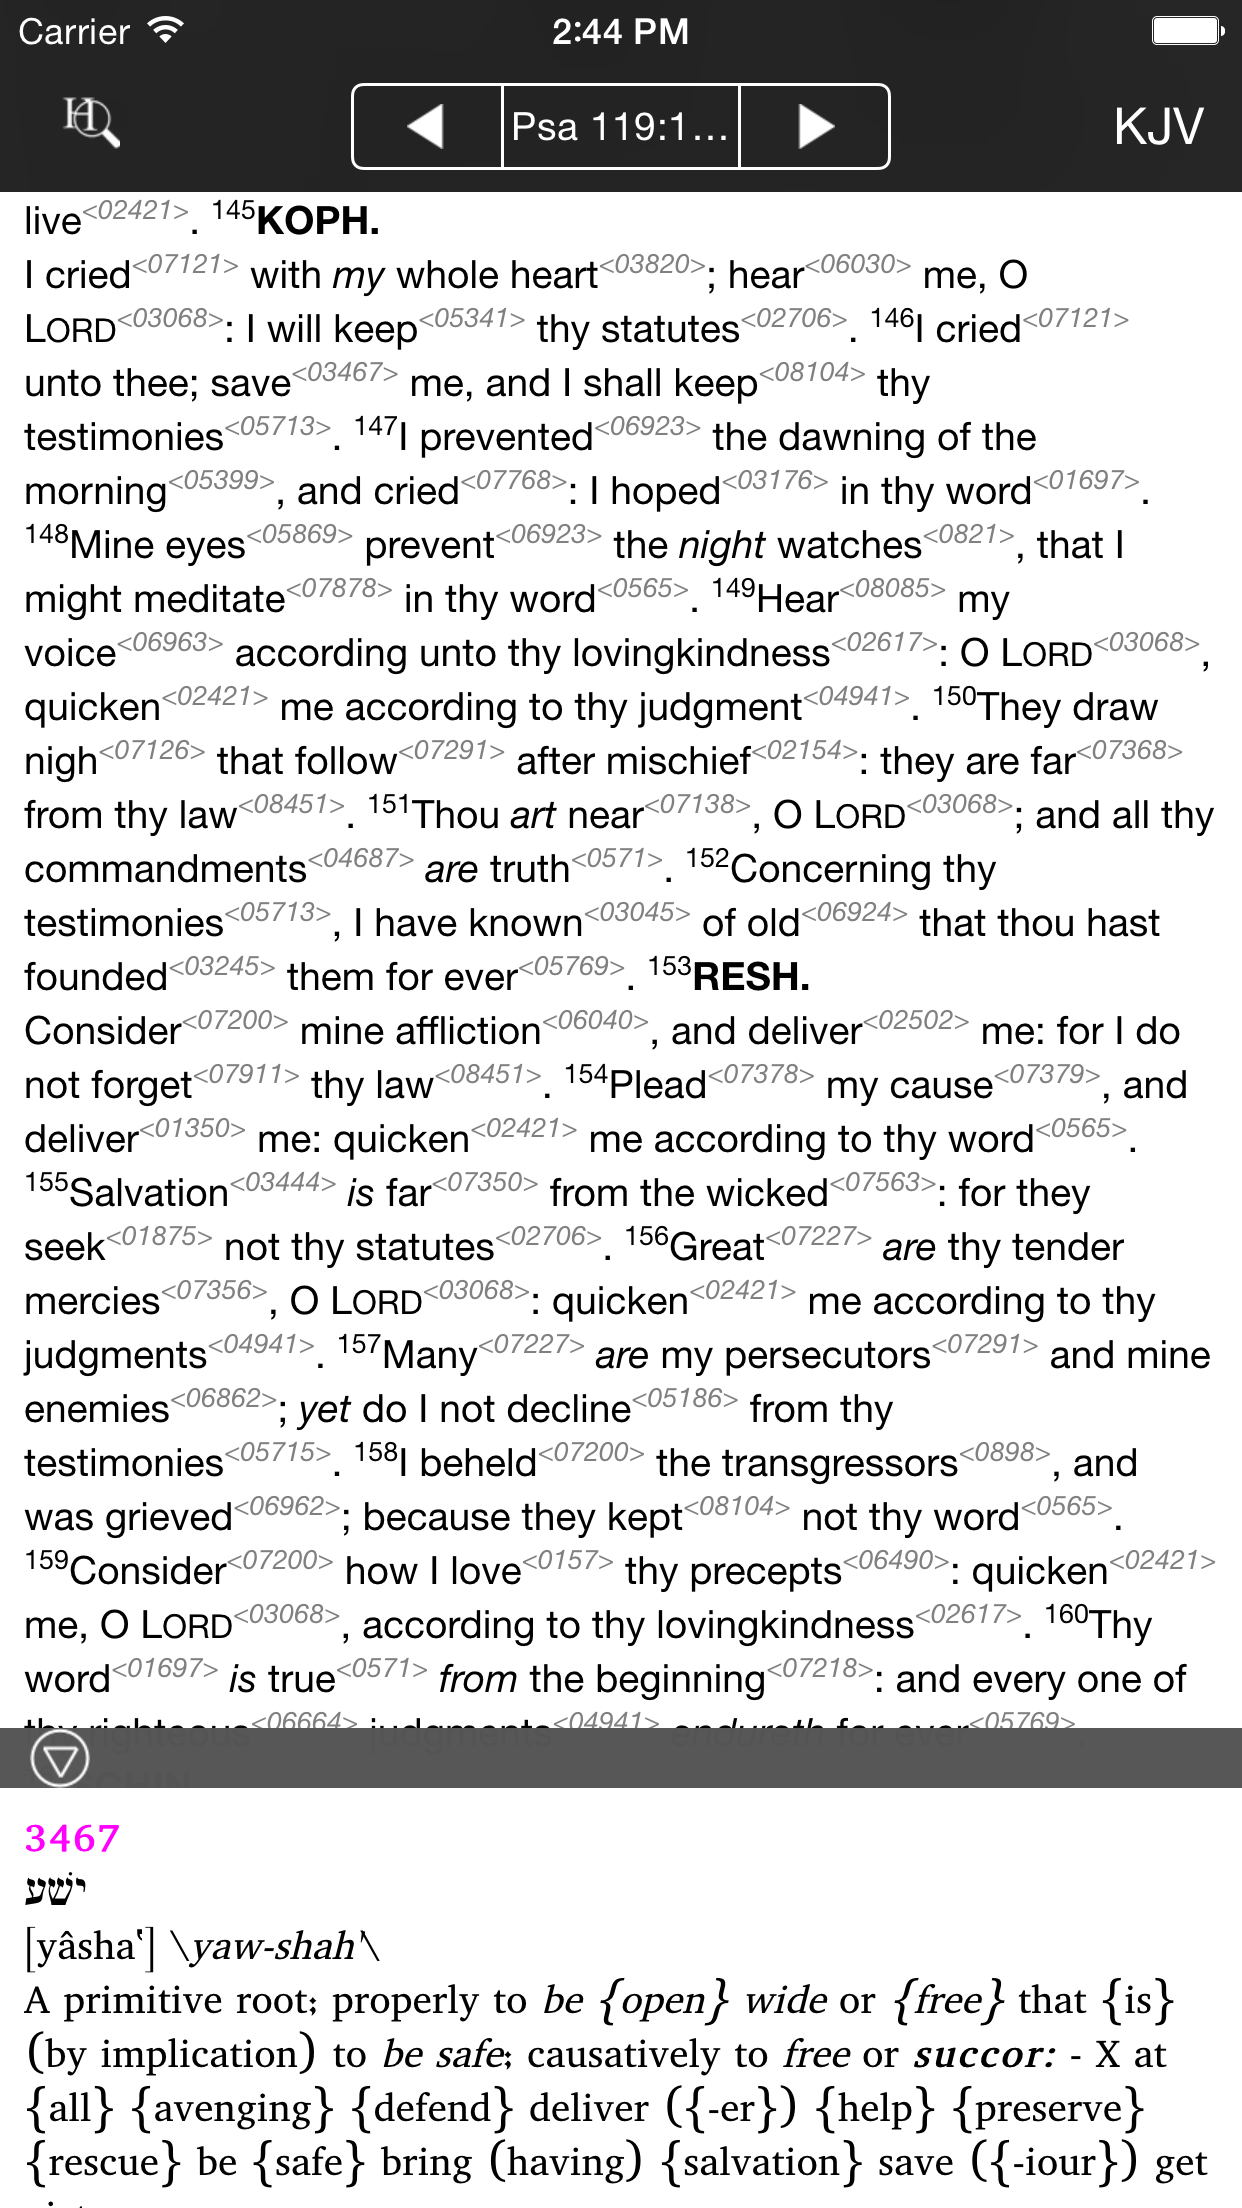 Carrier 2:44 PM
Psa 119:1... KJV
live<02421>. 145KOPH.
I cried<07121> with my whole heart<03820>; hear<06030> me, O
LORD<03068>: I will keep<05341> thy statutes<02706>. 146I cried<07121>
unto thee; save<03467> me, and I shall keep<08104> thy
testimonies<05713>. 147I prevented<06923> the dawning of the
morning<05399>, and cried<07768>: I hoped<03176> in thy word<01697>.
148Mine eyes<05869> prevent<06923> the night watches<0821>, that I
might meditate<07878> in thy word<0565>. 149Hear<08085> my
voice<06963> according unto thy lovingkindness<02617>: O LORD<03068>,
quicken<02421> me according to thy judgment<04941>. 150They draw
nigh<07126> that follow<07291> after mischief<02154>: they are far<07368>
from thy law<08451>. 151Thou art near<07138>, O LORD<03068>; and all thy
commandments<04687> are truth<0571>. 152Concerning thy
testimonies<05713>, I have known<03045> of old<06924> that thou hast
founded<03245> them for ever<05769>. 153RESH.
Consider<07200> mine affliction<06040>, and deliver<02502> me: for I do
not forget<07911> thy law<08451>. 154Plead<07378> my cause<07379>, and
deliver<01350> me: quicken<02421> me according to thy word<0565>.
155Salvation<03444> is far<07350> from the wicked<07563>: for they
seek<01875> not thy statutes<02706>. 156Great<07227> are thy tender
mercies<07356>, O LORD<03068>: quicken<02421> me according to thy
judgments<04941>. 157Many<07227> are my persecutors<07291> and mine
enemies<06862>; yet do I not decline<05186> from thy
testimonies<05715>. 158I beheld<07200> the transgressors<0898>, and
was grieved<06962>; because they kept<08104> not thy word<0565>.
159Consider<07200> how I love<0157> thy precepts<06490>: quicken<02421>
me, O LORD<03068>, according to thy lovingkindness<02617>. 160Thy
word<01697> is true<0571> from the beginning<07218>: and every one of
thy righteous<06664> judgments<04941> endureth for ever<05769>.
3467
ישׁע
[yâsha‛] \yaw-shah'\
A primitive root; properly to be {open} wide or {free} that {is}
(by implication) to be safe; causatively to free or succor: - X at
{all} {avenging} {defend} deliver ({-er}) {help} {preserve}
{rescue} be {safe} bring (having) {salvation} save ({-iour}) get